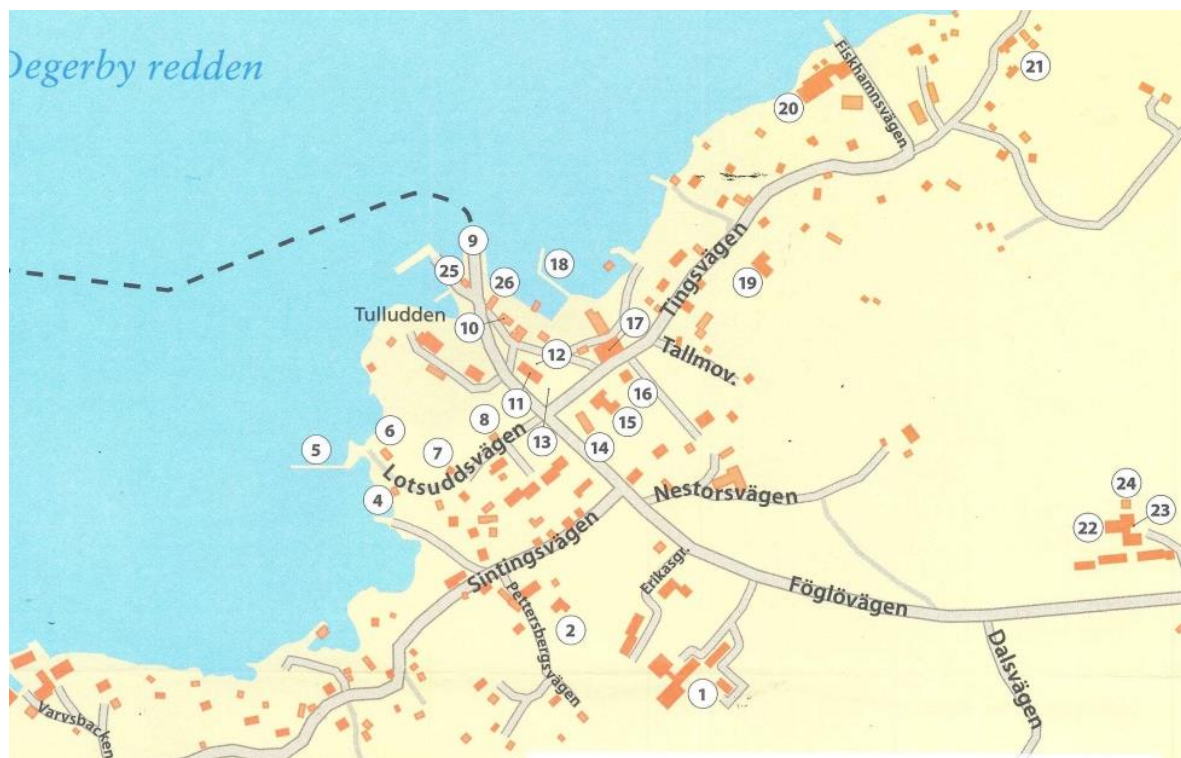 Degerby redden
Fiskhamnsvägen
21
20
9
25
26
18
Tingsvägen
19
Tulludden
10
17
12
Tallmov.
11
16
8
13
15
14
6
5
7
Lotsuddsvägen
4
Nestorsvägen
24
23
22
Sintingsvägen
Erikasgr.
Föglövägen
Pettersbergsvägen
2
Dalsvägen
1
Varvsbacken